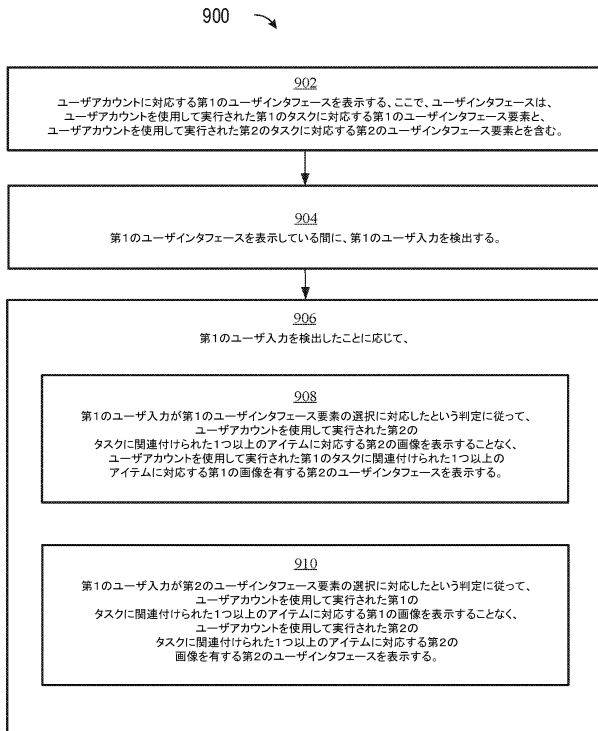 900
902
ユーザアカウントに対応する第1のユーザインタフェースを表示する、ここで、ユーザインタフェースは、
ユーザアカウントを使用して実行された第1のタスクに対応する第1のユーザインタフェース要素と、
ユーザアカウントを使用して実行された第2のタスクに対応する第2のユーザインタフェース要素とを含む。
904
第1のユーザインタフェースを表示している間に、第1のユーザ入力を検出する。
906
第1のユーザ入力を検出したことに応じて、
908
第1のユーザ入力が第1のユーザインタフェース要素の選択に対応したという判定に従って、
ユーザアカウントを使用して実行された第2の
タスクに関連付けられた1つ以上のアイテムに対応する第2の画像を表示することなく、
ユーザアカウントを使用して実行された第1のタスクに関連付けられた1つ以上の
アイテムに対応する第1の画像を有する第2のユーザインタフェースを表示する。
910
第1のユーザ入力が第2のユーザインタフェース要素の選択に対応したという判定に従って、
ユーザアカウントを使用して実行された第1の
タスクに関連付けられた1つ以上のアイテムに対応する第1の画像を表示することなく、
ユーザアカウントを使用して実行された第2の
タスクに関連付けられた1つ以上のアイテムに対応する第2の
画像を有する第2のユーザインタフェースを表示する。